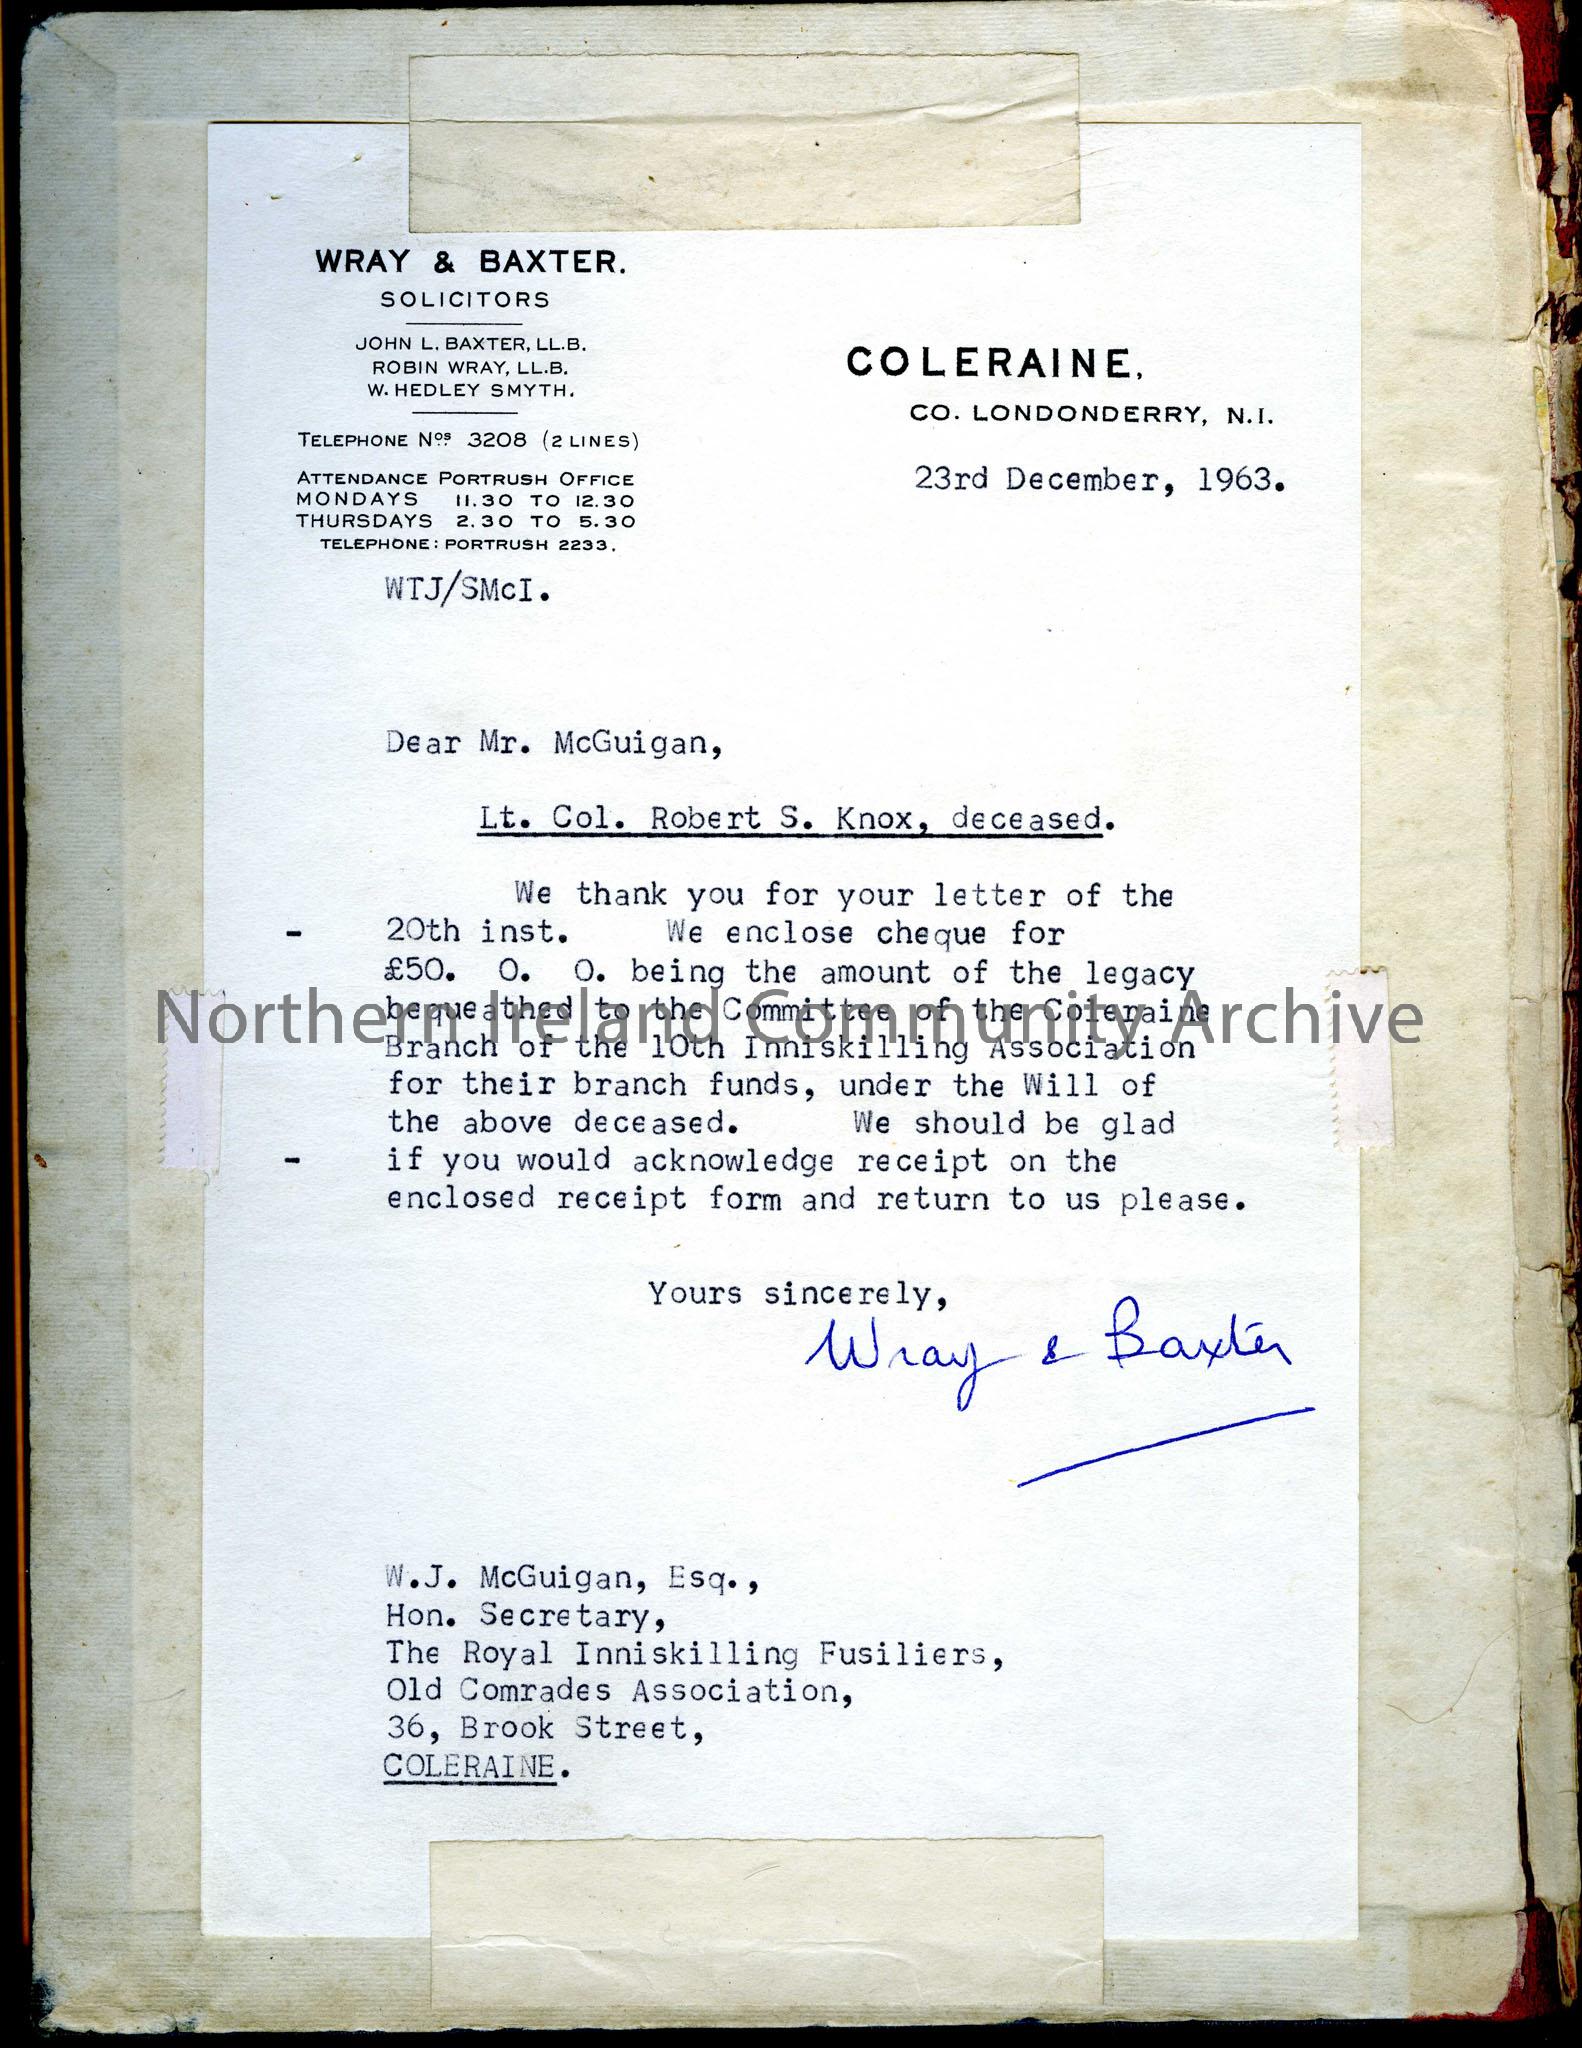 WRAY & BAXTER.
SOLICITORS
JOHN L. BAXTER, LL.B.
ROBIN WRAY, LL.B.
W. HEDLEY SMYTH.
TELEPHONE Nos 3208 (2 LINES)
ATTENDANCE PORTRUSH OFFICE
MONDAYS 11.30 TO 12.30
THURSDAYS 2.30 TO 5.30
TELEPHONE: PORTRUSH 2233.
COLERAINE,
CO. LONDONDERRY, N.I.
23rd December, 1963.
WTJ/SMcI.
Dear Mr. McGuigan,
Lt. Col. Robert S. Knox, deceased.
We thank you for your letter of the
- 20th inst. We enclose cheque for
£50. 0. 0. being the amount of the legacy
bequeathed to the Committee of the Coleraine
Northern Ireland Community Archive
Branch of the 10th Inniskilling Association
for their branch funds, under the Will of
the above deceased. We should be glad
- if you would acknowledge receipt on the
enclosed receipt form and return to us please.
Yours sincerely,
Wray & Baxter
W.J. McGuigan, Esq.,
Hon. Secretary,
The Royal Inniskilling Fusiliers,
Old Comrades Association,
36, Brook Street,
COLERAINE.